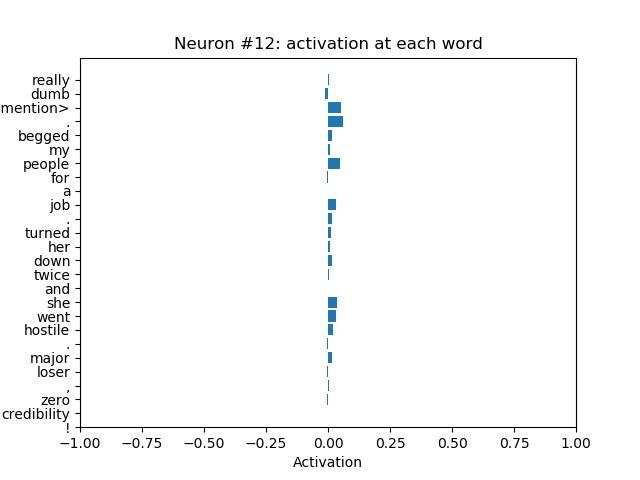 Neuron #12: activation at each word
really
dumb
mention>
.
begged
my
people
for
a
job
.
turned
her
down
twice
and
she
went
hostile
.
major
loser
,
zero
credibility
!
−1.00 −0.75 −0.50 −0.25 0.00 0.25 0.50 0.75 1.00
Activation